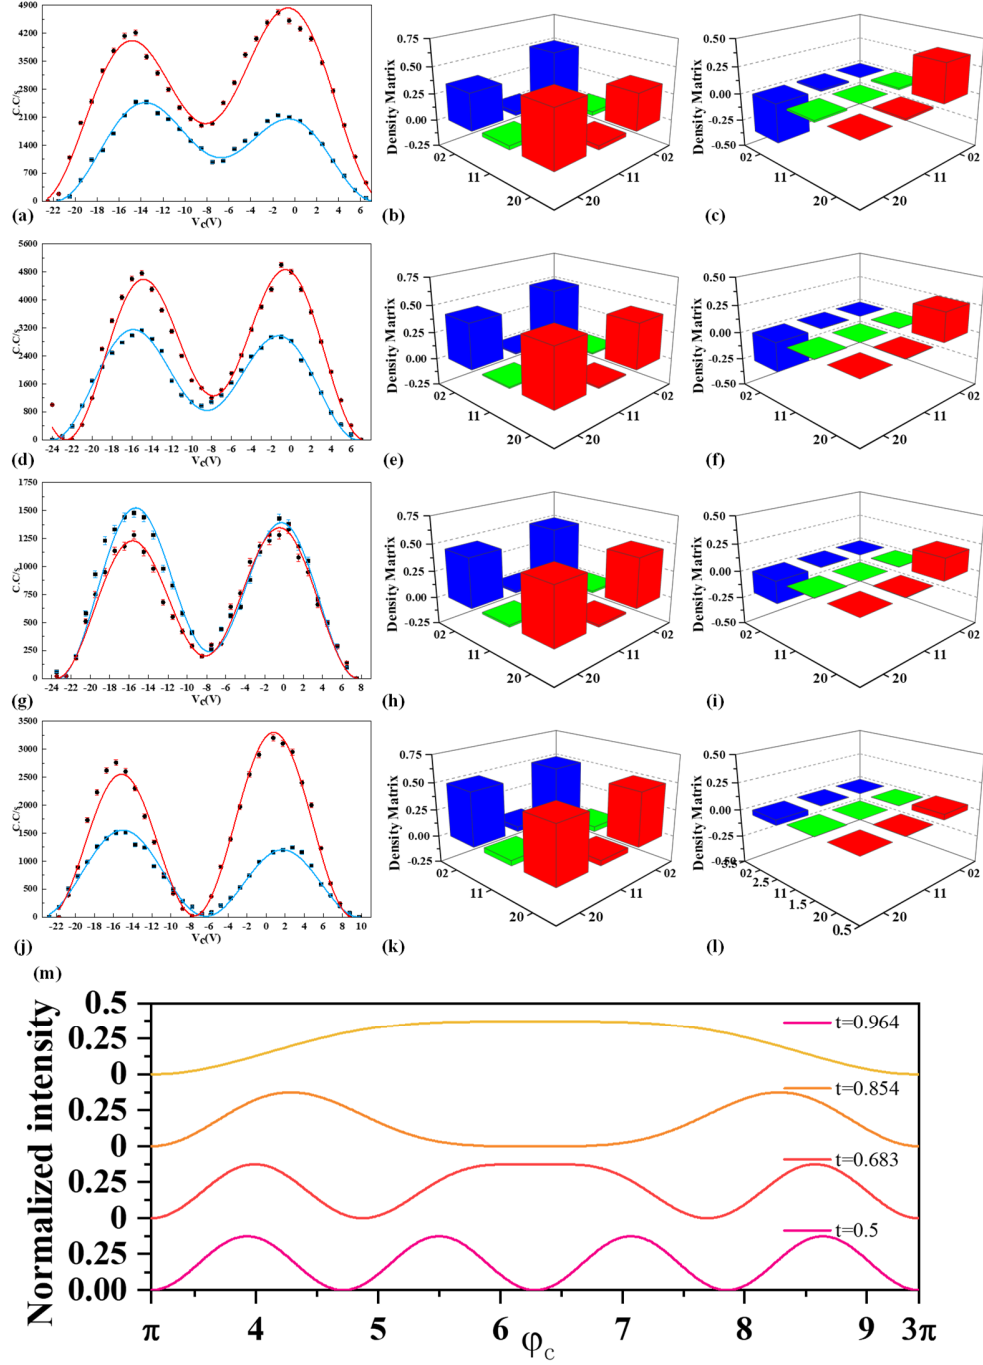 4900
4200
3500
2800
2100
1400
700
0
C.C/s
-22 -20 -18 -16 -14 -12 -10 -8 -6 -4 -2 0 2 4 6
Vc(V)
(a)
0.75
0.50
0.25
0.00
-0.25
Density Matrix
02 11 20 20 11 02
(b)
0.50
0.25
0.00
-0.25
-0.50
Density Matrix
02 11 20 20 11 02
(c)
5600
4800
4000
3200
2400
1600
800
0
C.C/s
-24 -22 -20 -18 -16 -14 -12 -10 -8 -6 -4 -2 0 2 4 6
Vc(V)
(d)
0.75
0.50
0.25
0.00
-0.25
Density Matrix
02 11 20 20 11 02
(e)
0.50
0.25
0.00
-0.25
-0.50
Density Matrix
02 11 20 20 11 02
(f)
1750
1500
1250
1000
750
500
250
0
C.C/s
-24 -22 -20 -18 -16 -14 -12 -10 -8 -6 -4 -2 0 2 4 6 8
Vc(V)
(g)
0.75
0.50
0.25
0.00
-0.25
Density Matrix
02 11 20 20 11 02
(h)
0.50
0.25
0.00
-0.25
-0.50
Density Matrix
02 11 20 20 11 02
(i)
3500
3000
2500
2000
1500
1000
500
0
C.C/s
-22 -20 -18 -16 -14 -12 -10 -8 -6 -4 -2 0 2 4 6 8 10
Vc(V)
(j)
0.75
0.50
0.25
0.00
-0.25
Density Matrix
02 11 20 20 11 02
(k)
0.50
0.25
0.00
-0.25
Density Matrix
02 2.5 11 1.5 20 0.5 20 11 02
(l)
(m)
Normalized intensity
0.5
0.25
0
t=0.964
0.25
0
t=0.854
0.25
0
t=0.683
0.25
0.00
t=0.5
π 4 5 6 7 8 9 3π
φC